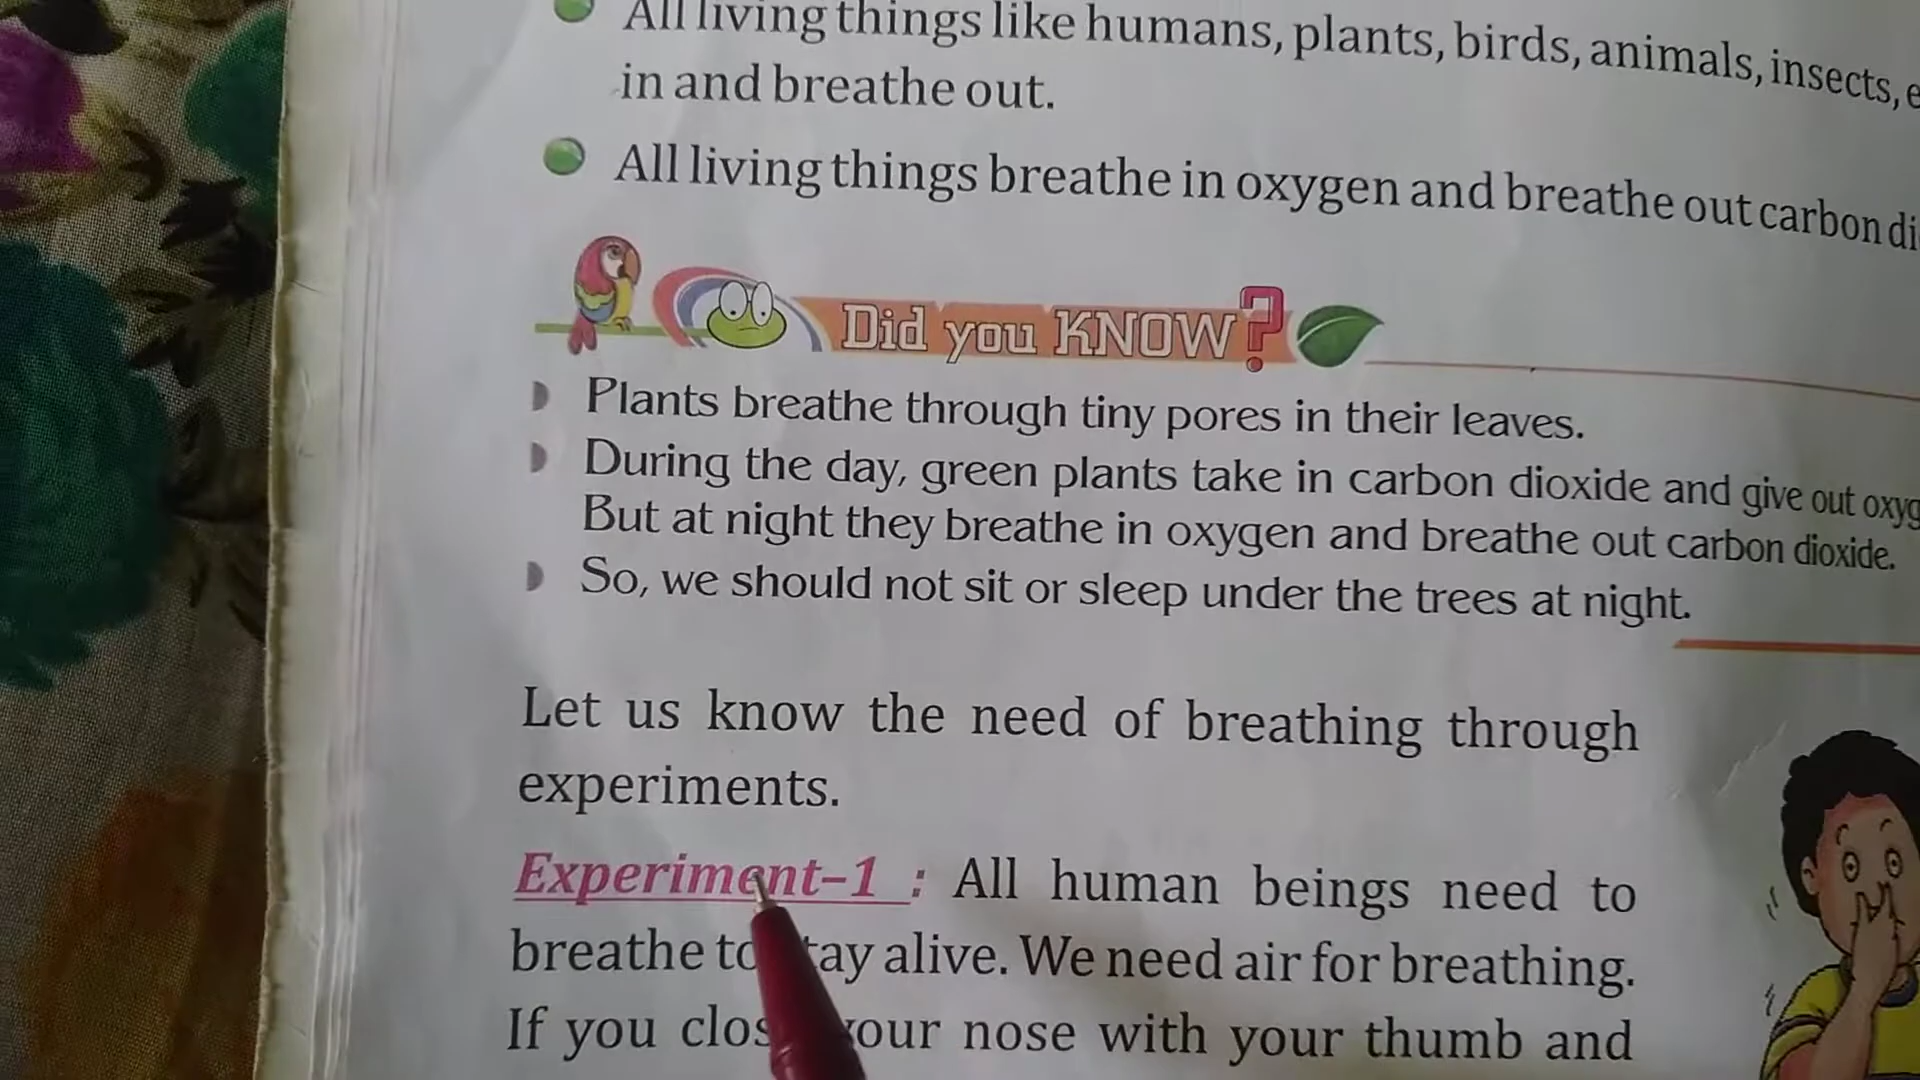 All living things like humans, plants, birds, animals, insects,
in and breathe out.
All living things breathe in oxygen and breathe out carbon
Did you KNOW?
Plants breathe through tiny pores in their leaves.
During the day, green plants take in carbon dioxide and give out
But at night they breathe in oxygen and breathe out carbon dioxide.
So, we should not sit or sleep under the trees at night.
Let us know the need of breathing through
experiments.
Experiment-1 : All human beings need to
breathe to alive. We need air for breathing.
If you your nose with your thumb and